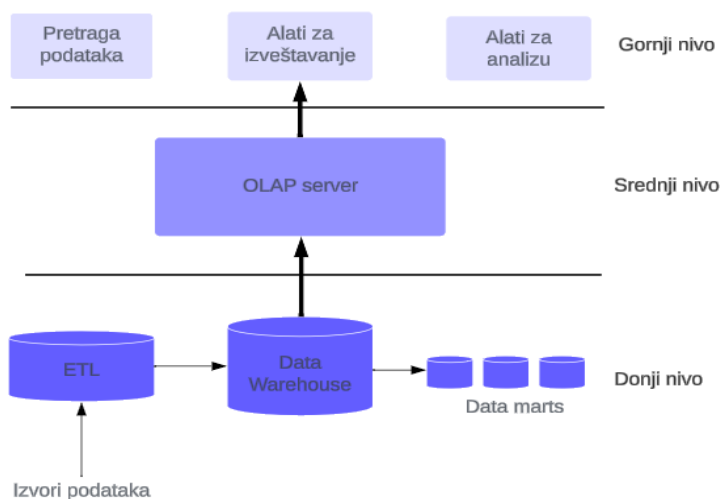 Pretraga
podataka
Alati za
izveštavanje
Alati za
analizu
Gornji nivo
OLAP server
Srednji nivo
ETL
Data
Warehouse
Data marts
Donji nivo
Izvori podataka